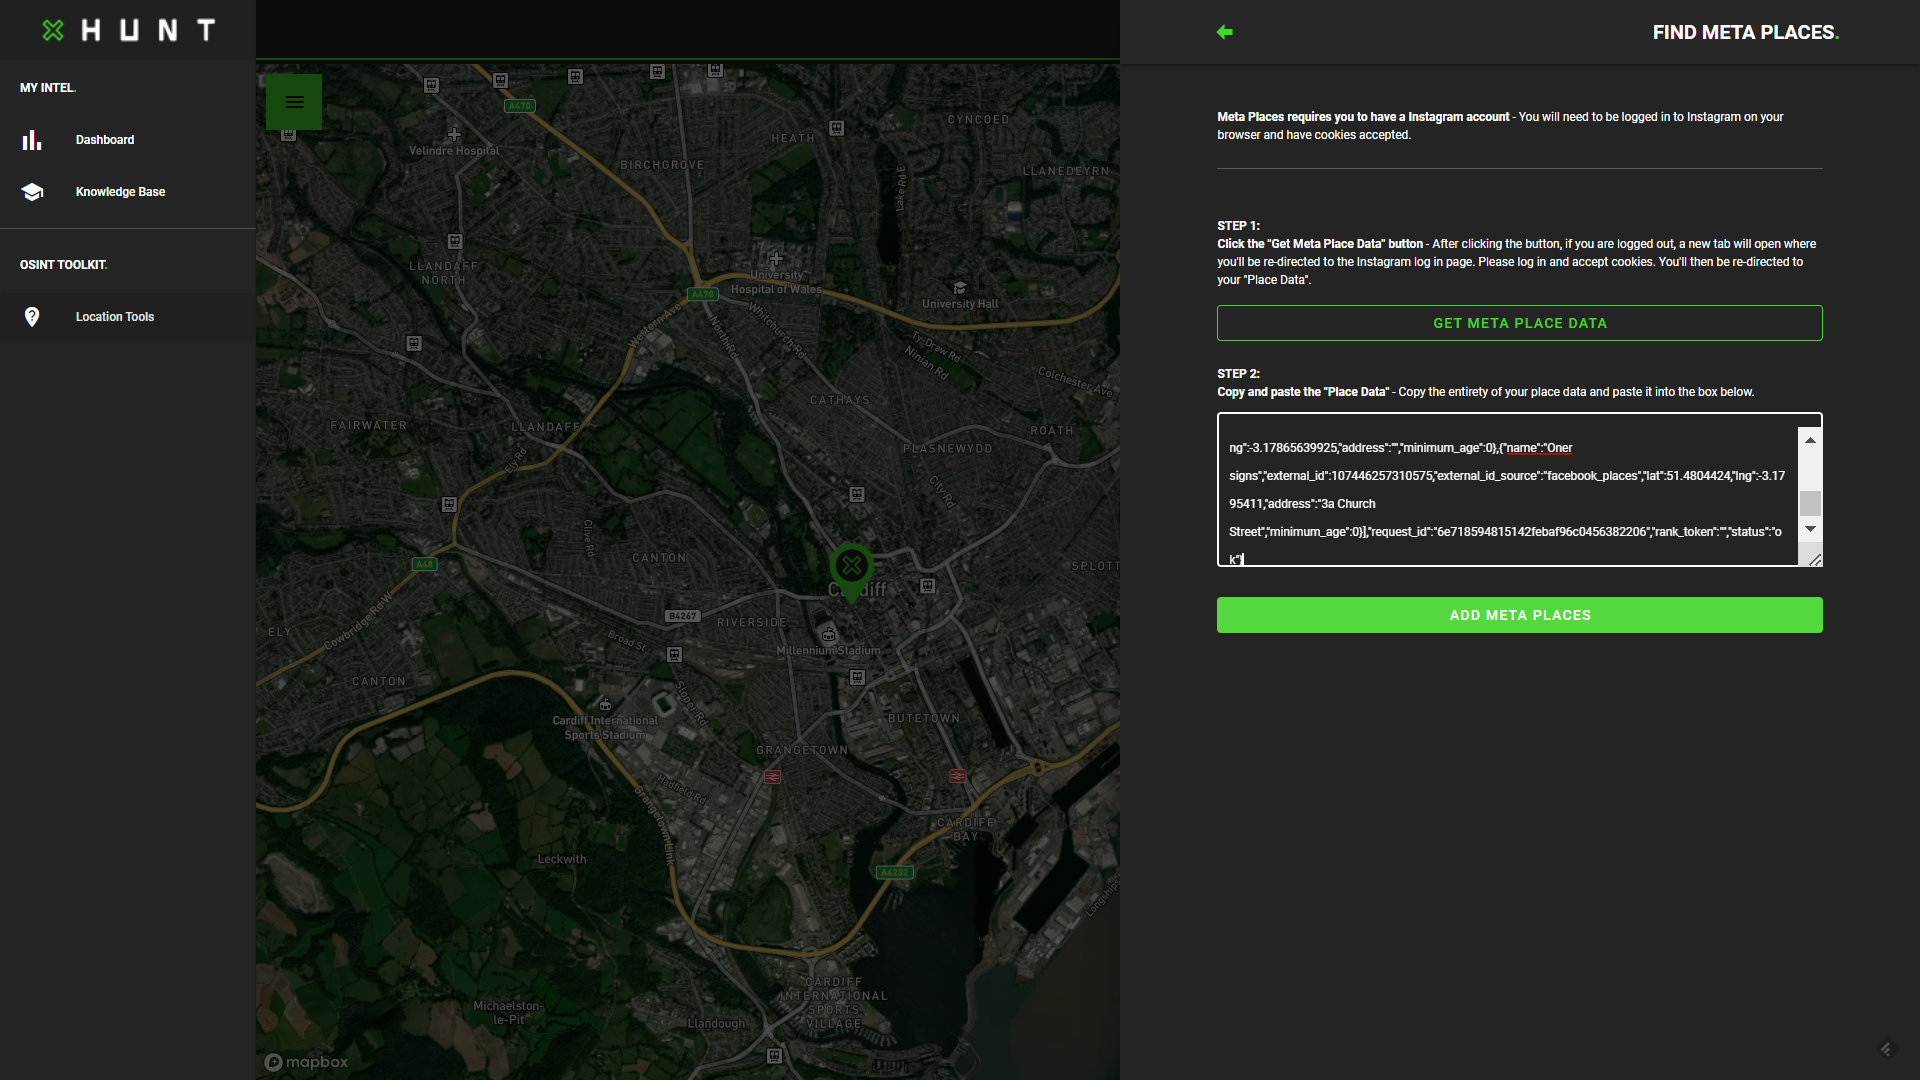 HUNT
MY INTEL.
Dashboard
Knowledge Base
OSINT TOOLKIT.
Location Tools
A470
CYNCOED
HEATH
Velindre Hospital
BIRCHGROVE
LLANEDEYRN
Lake Rd E
LLANDAFF
NORTH
University
Hospital of Wales
A470
University Hall
Western Ave
North Rd
Whitchurch Rd
Ty-Draw Rd
Ninian Rd
Colchester Ave
CATHAYS
FAIRWATER
LLANDAFF
ROATH
PLASNEWYDD
Ely Rd
City Rd
Clive Rd
CANTON
A48
SPLOTT
Cardiff
Cowbridge Rd W
B4267
RIVERSIDE
ELY
Broad St
Millennium Stadium
CANTON
Sloper Rd
Cardiff International
Sports Stadium
BUTETOWN
GRANGETOWN
Hadfield Rd
Grangetown Link
CARDIFF
BAY
Leckwith
A4232
Longships
CARDIFF
INTERNATIONAL
SPORTS
VILLAGE
Michaelston-
le-Pit
Llandough
mapbox
FIND META PLACES.
Meta Places requires you to have a Instagram account - You will need to be logged in to Instagram on your
browser and have cookies accepted.
STEP 1:
Click the "Get Meta Place Data" button - After clicking the button, if you are logged out, a new tab will open where
you'll be re-directed to the Instagram log in page. Please log in and accept cookies. You'll then be re-directed to
your "Place Data".
GET META PLACE DATA
STEP 2:
Copy and paste the "Place Data" - Copy the entirety of your place data and paste it into the box below.
ng":-3.17865639925,"address":"","minimum_age":0},{"name":"Oner
signs","external_id":107446257310575,"external_id_source":"facebook_places","lat":51.4804424,"lng":-3.17
95411,"address":"3a Church
Street","minimum_age":0}],"request_id":"6e718594815142febaf96c0456382206","rank_token":"","status":"o
k"}
ADD META PLACES